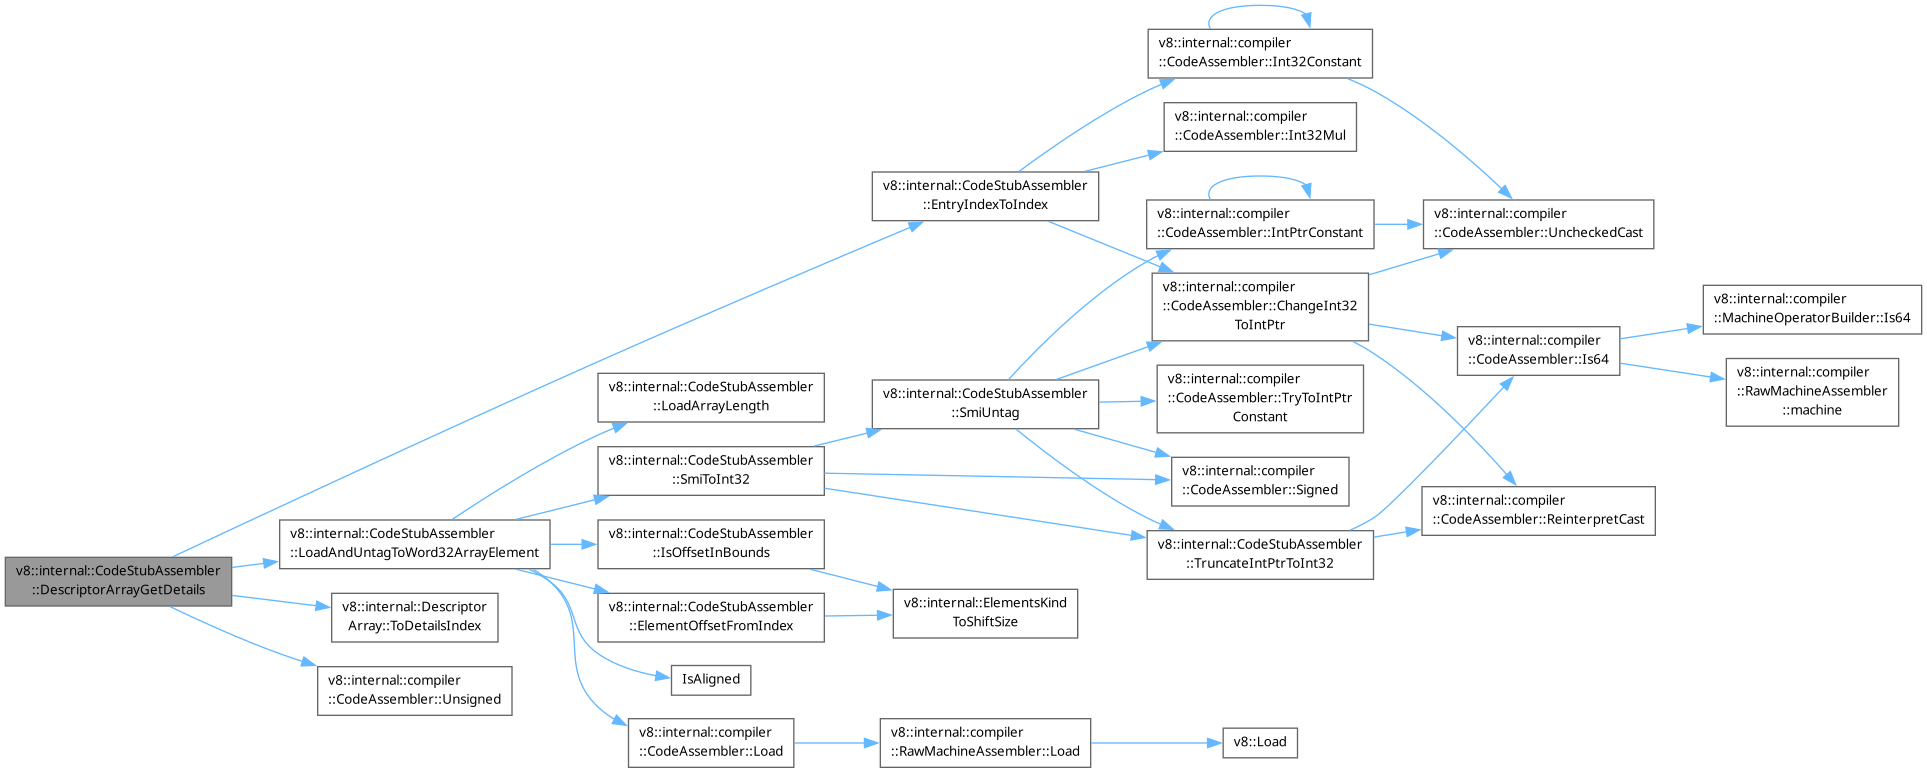 v8::internal::CodeStubAssembler
::DescriptorArrayGetDetails
v8::internal::CodeStubAssembler
::EntryIndexToIndex
v8::internal::compiler
::CodeAssembler::Int32Constant
v8::internal::compiler
::CodeAssembler::UncheckedCast
v8::internal::compiler
::CodeAssembler::Int32Mul
v8::internal::compiler
::CodeAssembler::ChangeInt32
ToIntPtr
v8::internal::compiler
::CodeAssembler::Is64
v8::internal::compiler
::MachineOperatorBuilder::Is64
v8::internal::compiler
::RawMachineAssembler
::machine
v8::internal::compiler
::CodeAssembler::ReinterpretCast
v8::internal::CodeStubAssembler
::LoadAndUntagToWord32ArrayElement
v8::internal::CodeStubAssembler
::LoadArrayLength
v8::internal::CodeStubAssembler
::SmiToInt32
v8::internal::CodeStubAssembler
::SmiUntag
v8::internal::compiler
::CodeAssembler::IntPtrConstant
v8::internal::compiler
::CodeAssembler::TryToIntPtr
Constant
v8::internal::compiler
::CodeAssembler::Signed
v8::internal::CodeStubAssembler
::TruncateIntPtrToInt32
v8::internal::CodeStubAssembler
::IsOffsetInBounds
v8::internal::ElementsKind
ToShiftSize
v8::internal::CodeStubAssembler
::ElementOffsetFromIndex
IsAligned
v8::internal::compiler
::CodeAssembler::Load
v8::internal::compiler
::RawMachineAssembler::Load
v8::Load
v8::internal::Descriptor
Array::ToDetailsIndex
v8::internal::compiler
::CodeAssembler::Unsigned